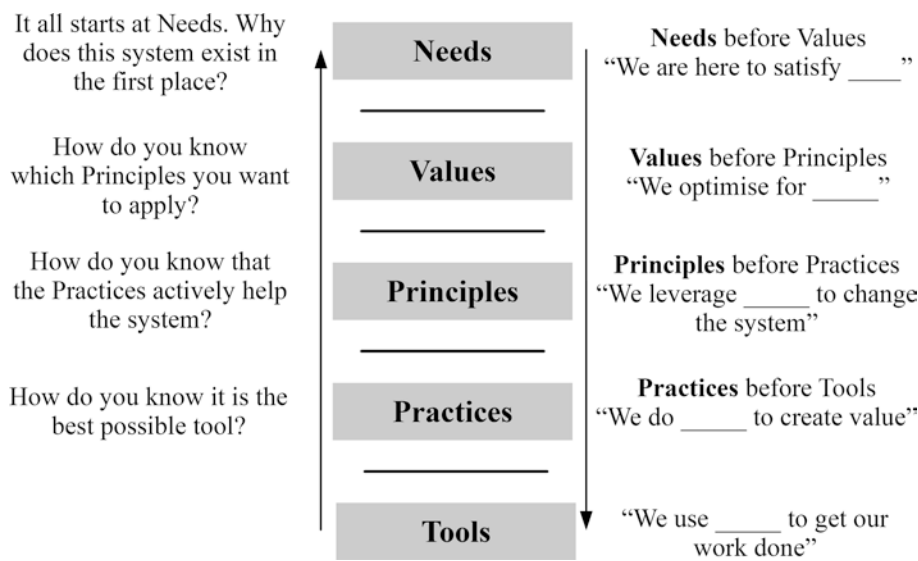 It all starts at Needs. Why
does this system exist in
the first place?
Needs
Needs before Values
“We are here to satisfy ____”
How do you know
which Principles you want
to apply?
Values
Values before Principles
“We optimise for _____”
How do you know that
the Practices actively help
the system?
Principles
Principles before Practices
“We leverage _____ to change
the system”
How do you know it is the
best possible tool?
Practices
Practices before Tools
“We do _____ to create value”
Tools
“We use _____ to get our
work done”